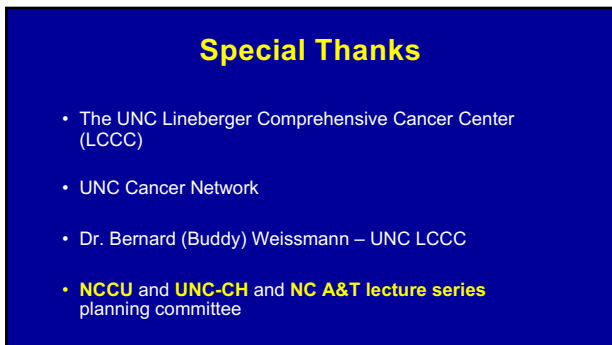 Special Thanks
• The UNC Lineberger Comprehensive Cancer Center
(LCCC)
• UNC Cancer Network
• Dr. Bernard (Buddy) Weissmann – UNC LCCC
• NCCU and UNC-CH and NC A&T lecture series
planning committee